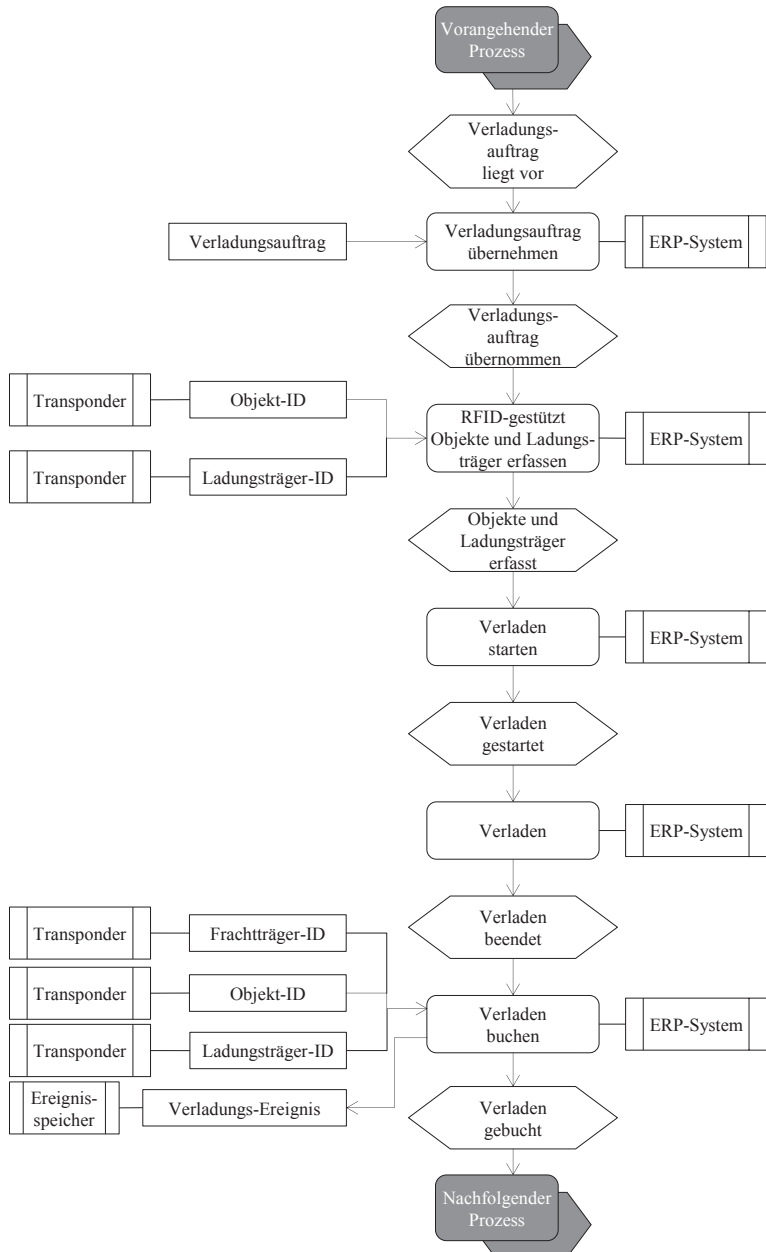 Vorangehender
Prozess
Verladungs-
auftrag
liegt vor
Verladungsauftrag
Verladungsauftrag
übernehmen
ERP-System
Verladungs-
auftrag
übernommen
Transponder
Objekt-ID
Transponder
Ladungsträger-ID
RFID-gestützt
Objekte und Ladungs-
träger erfassen
ERP-System
Objekte und
Ladungsträger
erfasst
Verladen
starten
ERP-System
Verladen
gestartet
Verladen
ERP-System
Verladen
beendet
Transponder
Frachtträger-ID
Transponder
Objekt-ID
Transponder
Ladungsträger-ID
Verladen
buchen
ERP-System
Ereignis-
speicher
Verladungs-Ereignis
Verladen
gebucht
Nachfolgender
Prozess